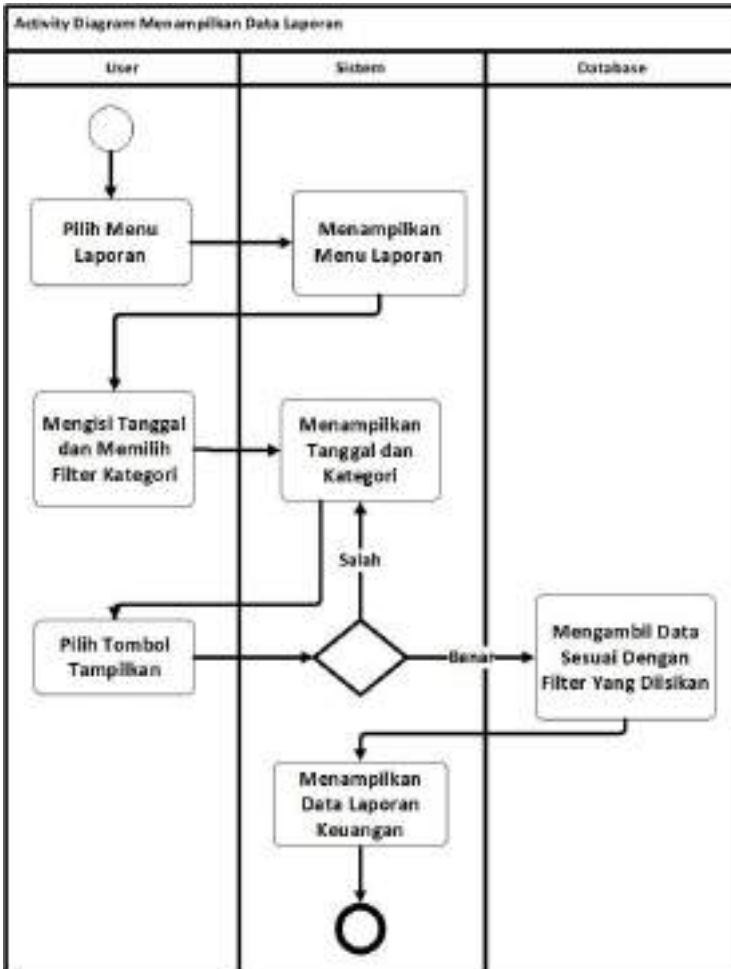 Activity Diagram Menampilkan Data Laporan
User
Sistem
Database
Pilih Menu
Laporan
Menampilkan
Menu Laporan
Mengisi Tanggal
dan Memilih
Filter Kategori
Menampilkan
Tanggal dan
Kategori
Salah
Pilih Tombol
Tampilkan
Benar
Mengambil Data
Sesuai Dengan
Filter Yang Diisikan
Menampilkan
Data Laporan
Keuangan